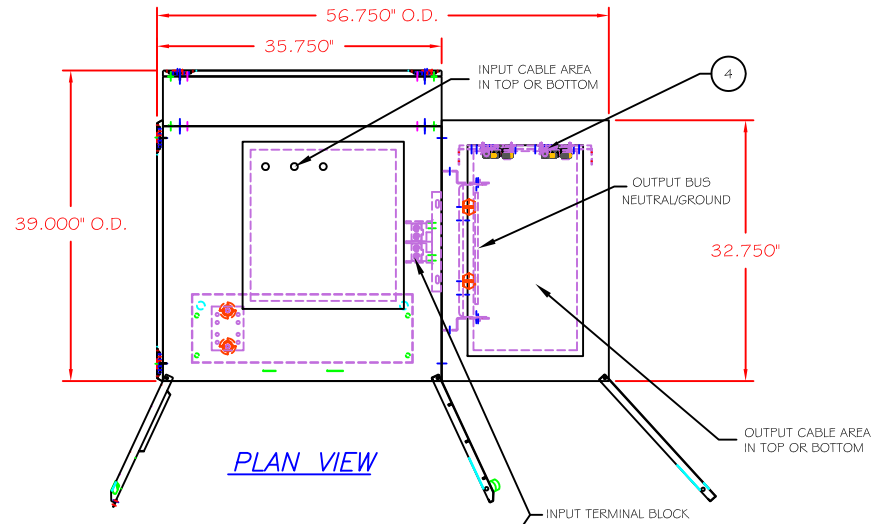 56.750" O.D.
35.750"
INPUT CABLE AREA
IN TOP OR BOTTOM
4
39.000" O.D.
OUTPUT BUS
NEUTRAL/GROUND
32.750"
OUTPUT CABLE AREA
IN TOP OR BOTTOM
PLAN VIEW
INPUT TERMINAL BLOCK